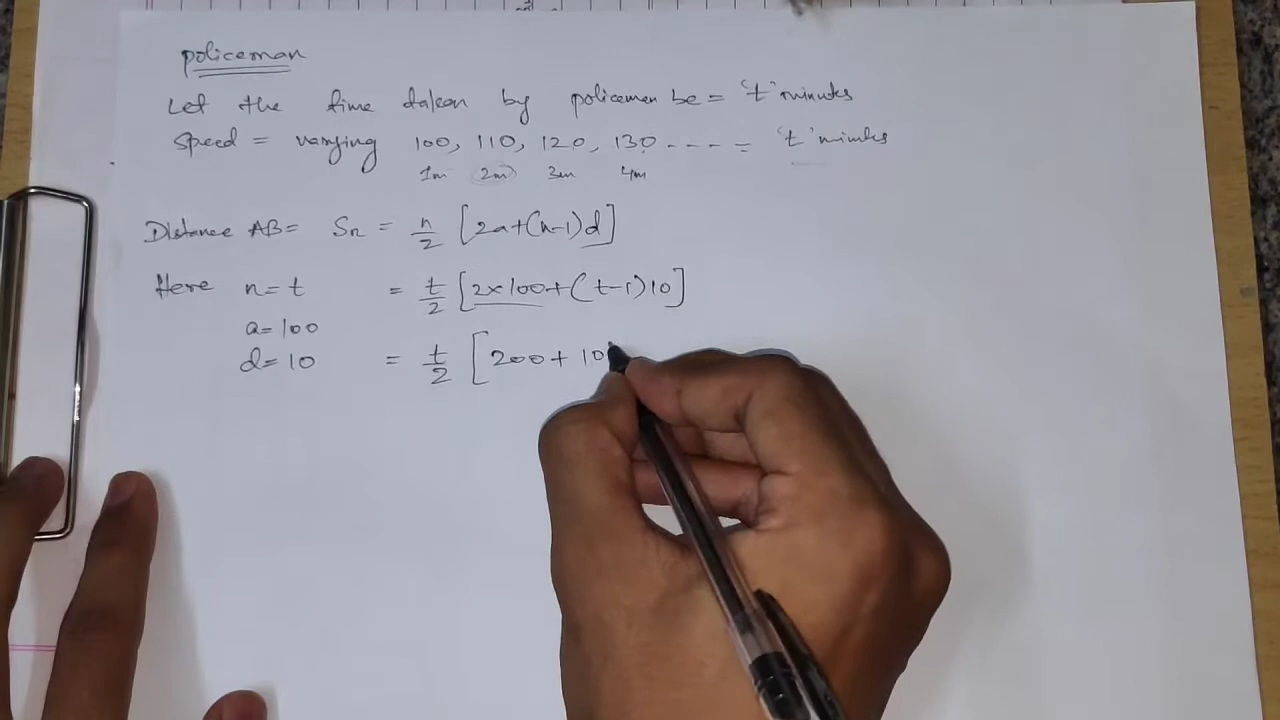 policeman
Let the time taken by policemen be = 't' minutes
Speed = varying 100, 110, 120, 130 - - - - = 't' minutes
1m 2m 3m 4m
Distance AB = Sn = n/2 [2a+(n-1)d]
Here n=t = t/2 [2×100+(t-1)10]
a=100
d=10 = t/2 [200+ 10